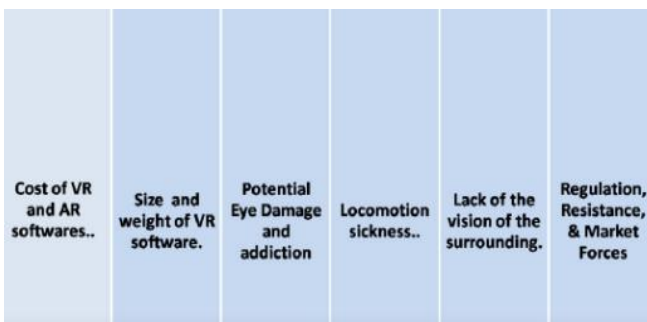 Cost of VR
and AR
softwares..
Size and
weight of VR
software.
Potential
Eye Damage
and
addiction
Locomotion
sickness..
Lack of the
vision of the
surrounding.
Regulation,
Resistance,
& Market
Forces